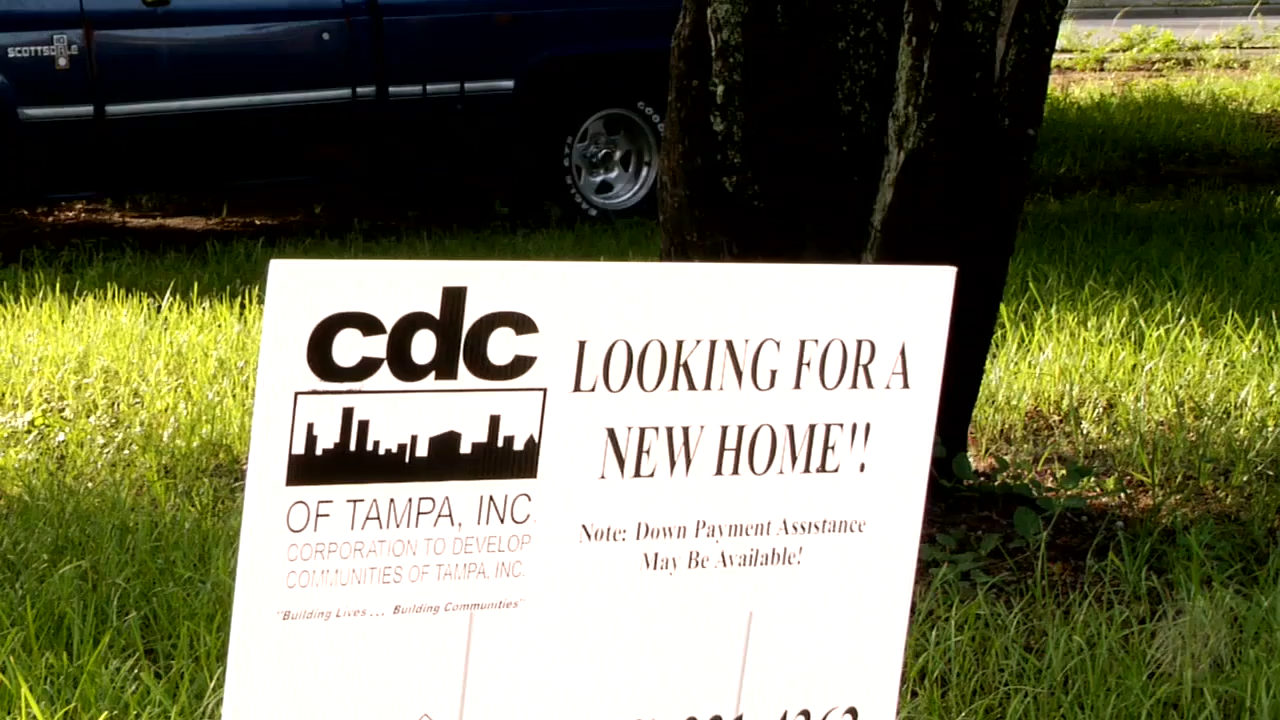 SCOTTSDALE
cdc
OF TAMPA, INC.
CORPORATION TO DEVELOP
COMMUNITIES OF TAMPA, INC.
"Building Lives... Building Communities"
LOOKING FOR A
NEW HOME!!
Note: Down Payment Assistance
May Be Available!